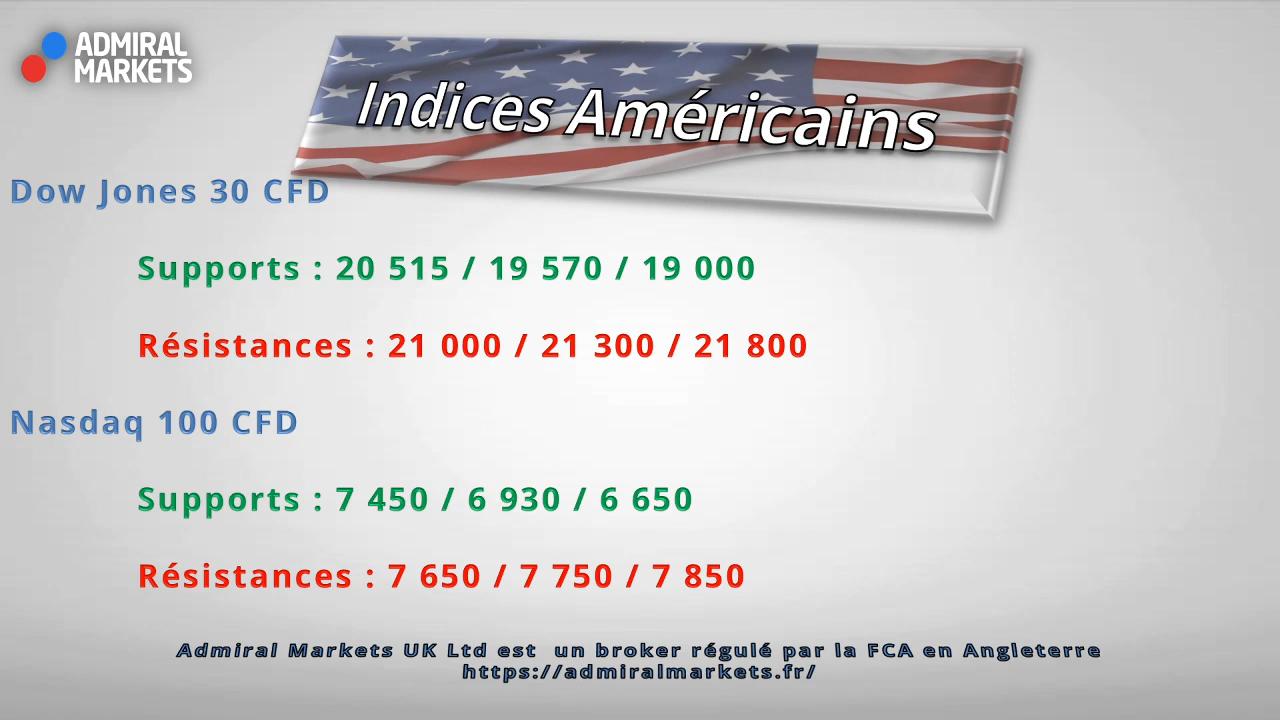 ADMIRAL
MARKETS
Indices Américains
Dow Jones 30 CFD
Supports : 20 515 / 19 570 / 19 000
Résistances : 21 000 / 21 300 / 21 800
Nasdaq 100 CFD
Supports : 7 450 / 6 930 / 6 650
Résistances : 7 650 / 7 750 / 7 850
Admiral Markets UK Ltd est un broker régulé par la FCA en Angleterre
https://admiralmarkets.fr/